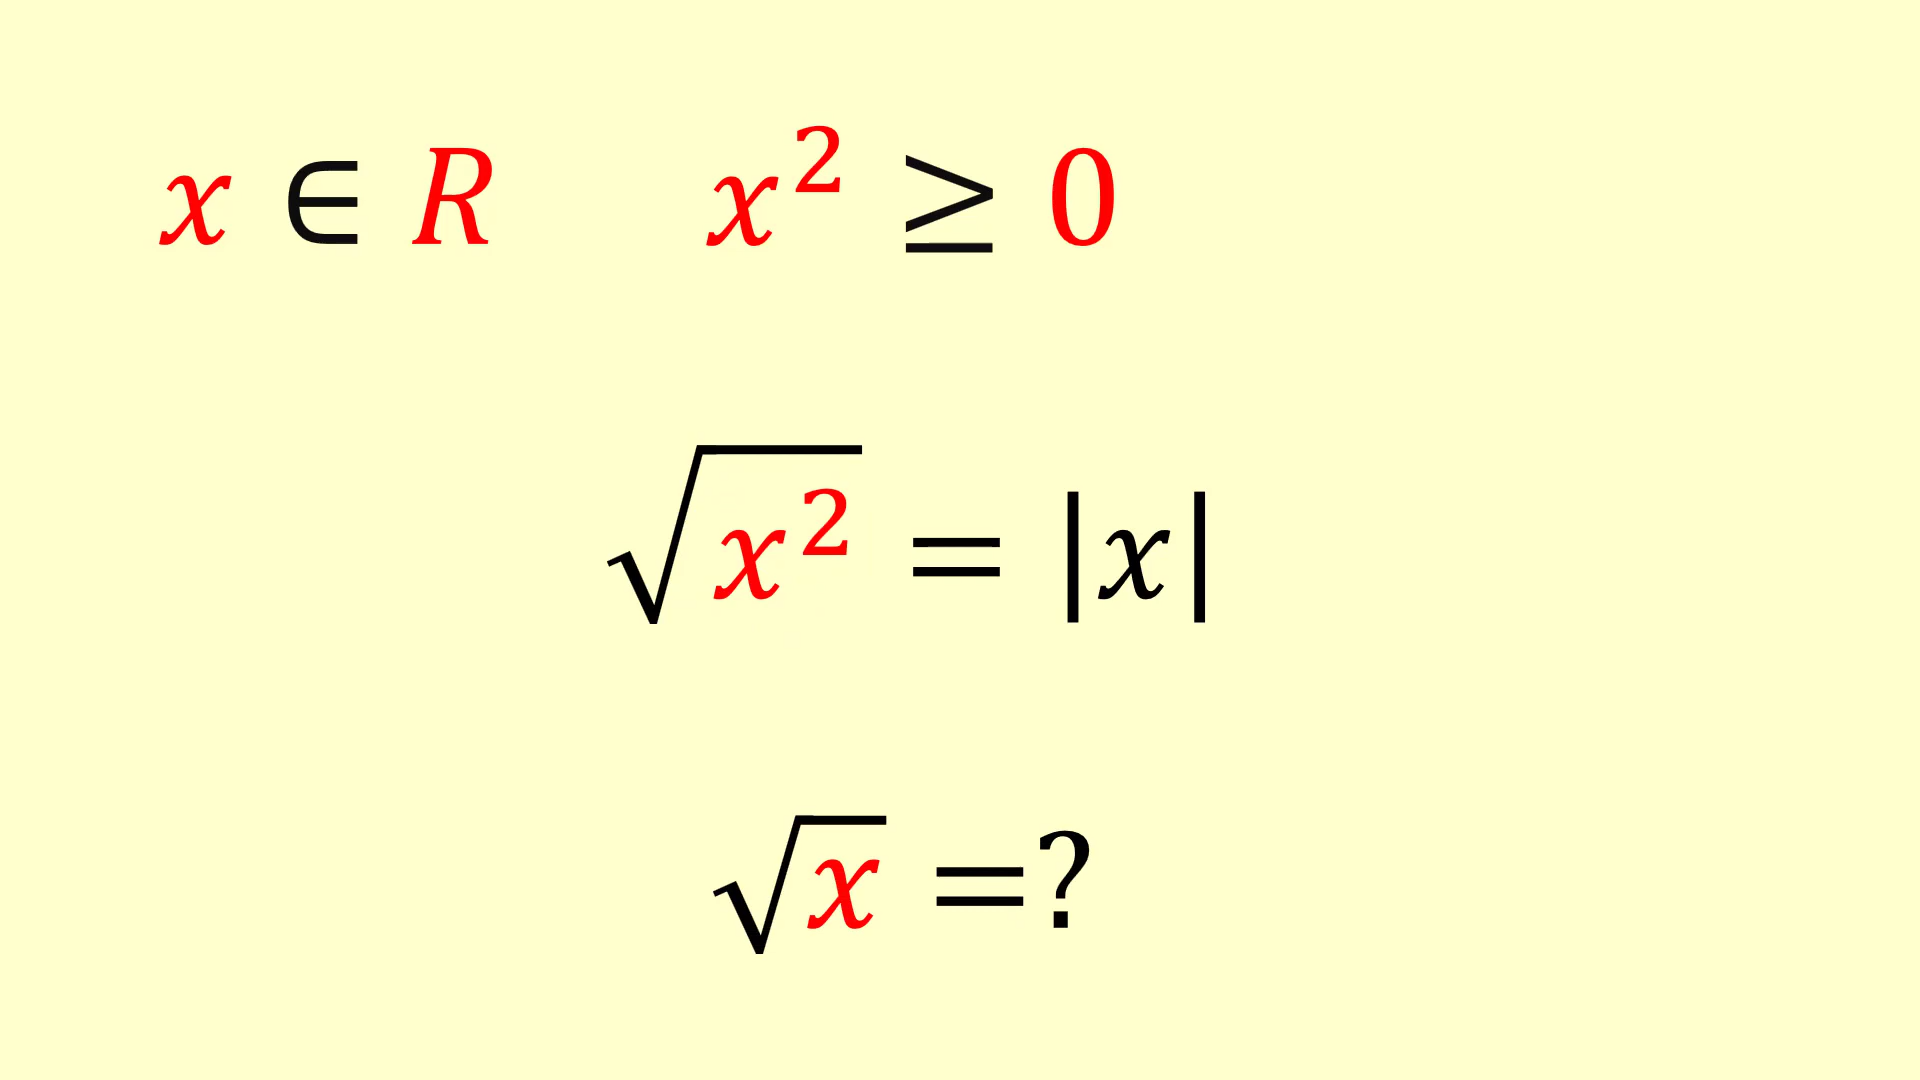 x ∈ R x² ≥ 0
√x² = |x|
√x =?